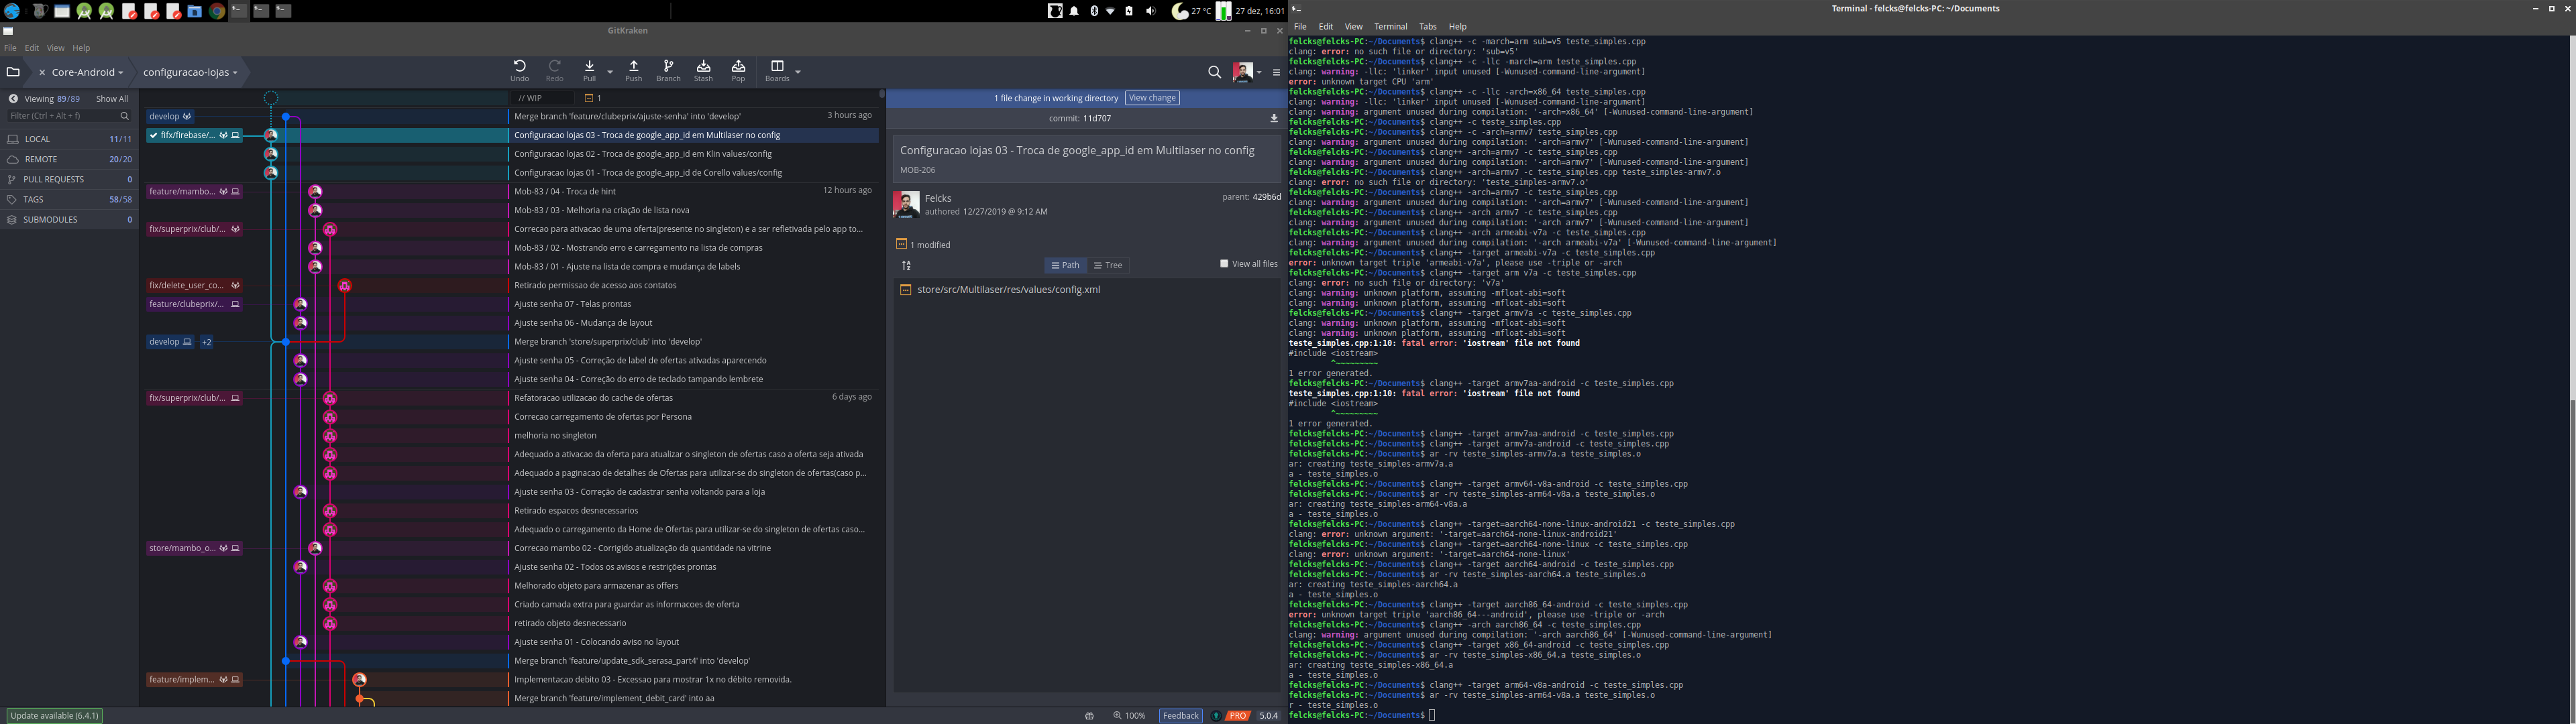 27 °C
27 dez, 16:01
GitKraken
File Edit View Help
Core-Android
configuracao-lojas
Undo Redo Pull Push Branch Stash Pop Boards
Viewing 89/89 Show All
Filter (Ctrl + Alt + f)
LOCAL 11/11
REMOTE 20/20
PULL REQUESTS 0
TAGS 58/58
SUBMODULES 0
// WIP 1
develop Merge branch 'feature/clubeprix/ajuste-senha' into 'develop' 3 hours ago
fifx/firebase/... Configuracao lojas 03 - Troca de google_app_id em Multilaser no config
Configuracao lojas 02 - Troca de google_app_id em Klin values/config
Configuracao lojas 01 - Troca de google_app_id de Corello values/config
feature/mambo... Mob-83 / 04 - Troca de hint 12 hours ago
Mob-83 / 03 - Melhoria na criação de lista nova
fix/superprix/club/... Correcao para ativacao de uma oferta(presente no singleton) e a ser refletivada pelo app to...
Mob-83 / 02 - Mostrando erro e carregamento na lista de compras
Mob-83 / 01 - Ajuste na lista de compra e mudança de labels
fix/delete_user_co... Retirado permissao de acesso aos contatos
feature/clubeprix/... Ajuste senha 07 - Telas prontas
Ajuste senha 06 - Mudança de layout
develop +2 Merge branch 'store/superprix/club' into 'develop'
Ajuste senha 05 - Correção de label de ofertas ativadas aparecendo
Ajuste senha 04 - Correção do erro de teclado tampando lembrete
fix/superprix/club/... Refatoracao utilizacao do cache de ofertas 6 days ago
Correcao carregamento de ofertas por Persona
melhoria no singleton
Adequado a ativacao da oferta para atualizar o singleton de ofertas caso a oferta seja ativada
Adequado a paginacao de detalhes de Ofertas para utilizar-se do singleton de ofertas(caso p...
Ajuste senha 03 - Correção de cadastrar senha voltando para a loja
Retirado espacos desnecessarios
Adequado o carregamento da Home de Ofertas para utilizar-se do singleton de ofertas caso...
store/mambo_o... Correcao mambo 02 - Corrigido atualização da quantidade na vitrine
Ajuste senha 02 - Todos os avisos e restrições prontas
Melhorado objeto para armazenar as offers
Criado camada extra para guardar as informacoes de oferta
retirado objeto desnecessario
Ajuste senha 01 - Colocando aviso no layout
Merge branch 'feature/update_sdk_serasa_part4' into 'develop'
feature/Implem... Implementacao debito 03 - Excessao para mostrar 1x no débito removida.
Merge branch 'feature/implement_debit_card' into aa
Update available (6.4.1)
1 file change in working directory View change
commit: 11d707
Configuracao lojas 03 - Troca de google_app_id em Multilaser no config
MOB-206
Felcks
authored 12/27/2019 @ 9:12 AM
parent: 429b6d
1 modified
Path Tree View all files
store/src/Multilaser/res/values/config.xml
100% Feedback PRO 5.0.4
Terminal - felcks@felcks-PC: ~/Documents
File Edit View Terminal Tabs Help
felcks@felcks-PC:~/Documents$ clang++ -c -march=arm sub=v5 teste_simples.cpp
clang: error: no such file or directory: 'sub=v5'
felcks@felcks-PC:~/Documents$ clang++ -c -llc -march=arm teste_simples.cpp
clang: warning: -llc: 'linker' input unused [-Wunused-command-line-argument]
error: unknown target CPU 'arm'
felcks@felcks-PC:~/Documents$ clang++ -c -llc -arch=x86_64 teste_simples.cpp
clang: warning: -llc: 'linker' input unused [-Wunused-command-line-argument]
clang: warning: argument unused during compilation: '-arch=x86_64' [-Wunused-command-line-argument]
felcks@felcks-PC:~/Documents$ clang++ -c teste_simples.cpp
felcks@felcks-PC:~/Documents$ clang++ -arch=armv7 -c teste_simples.cpp
clang: warning: argument unused during compilation: '-arch=armv7' [-Wunused-command-line-argument]
felcks@felcks-PC:~/Documents$ clang++ -arch=armv7 -c teste_simples.cpp
clang: warning: argument unused during compilation: '-arch=armv7' [-Wunused-command-line-argument]
felcks@felcks-PC:~/Documents$ clang++ -arch=armv7 -c teste_simples.cpp teste_simples-armv7.o
clang: error: no such file or directory: 'teste_simples-armv7.o'
felcks@felcks-PC:~/Documents$ clang++ -arch=armv7 -c teste_simples.cpp
clang: warning: argument unused during compilation: '-arch=armv7' [-Wunused-command-line-argument]
felcks@felcks-PC:~/Documents$ clang++ -arch armv7 -c teste_simples.cpp
clang: warning: argument unused during compilation: '-arch armv7' [-Wunused-command-line-argument]
felcks@felcks-PC:~/Documents$ clang++ -arch armeabi-v7a -c teste_simples.cpp
clang: warning: argument unused during compilation: '-arch armeabi-v7a' [-Wunused-command-line-argument]
felcks@felcks-PC:~/Documents$ clang++ -target armeabi-v7a -c teste_simples.cpp
error: unknown target triple 'armeabi-v7a', please use -triple or -arch
felcks@felcks-PC:~/Documents$ clang++ -target arm v7a -c teste_simples.cpp
clang: error: no such file or directory: 'v7a'
clang: warning: unknown platform, assuming -mfloat-abi=soft
clang: warning: unknown platform, assuming -mfloat-abi=soft
felcks@felcks-PC:~/Documents$ clang++ -target armv7a -c teste_simples.cpp
clang: warning: unknown platform, assuming -mfloat-abi=soft
clang: warning: unknown platform, assuming -mfloat-abi=soft
teste_simples.cpp:1:10: fatal error: 'iostream' file not found
#include <iostream>
^~~~~~~~~~
1 error generated.
felcks@felcks-PC:~/Documents$ clang++ -target armv7aa-android -c teste_simples.cpp
teste_simples.cpp:1:10: fatal error: 'iostream' file not found
#include <iostream>
^~~~~~~~~~
1 error generated.
felcks@felcks-PC:~/Documents$ clang++ -target armv7aa-android -c teste_simples.cpp
felcks@felcks-PC:~/Documents$ clang++ -target armv7a-android -c teste_simples.cpp
felcks@felcks-PC:~/Documents$ ar -rv teste_simples-armv7a.a teste_simples.o
ar: creating teste_simples-armv7a.a
a - teste_simples.o
felcks@felcks-PC:~/Documents$ clang++ -target armv64-v8a-android -c teste_simples.cpp
felcks@felcks-PC:~/Documents$ ar -rv teste_simples-arm64-v8a.a teste_simples.o
ar: creating teste_simples-arm64-v8a.a
a - teste_simples.o
felcks@felcks-PC:~/Documents$ clang++ -target=aarch64-none-linux-android21 -c teste_simples.cpp
clang: error: unknown argument: '-target=aarch64-none-linux-android21'
felcks@felcks-PC:~/Documents$ clang++ -target=aarch64-none-linux -c teste_simples.cpp
clang: error: unknown argument: '-target=aarch64-none-linux'
felcks@felcks-PC:~/Documents$ clang++ -target aarch64-android -c teste_simples.cpp
felcks@felcks-PC:~/Documents$ ar -rv teste_simples-aarch64.a teste_simples.o
ar: creating teste_simples-aarch64.a
a - teste_simples.o
felcks@felcks-PC:~/Documents$ clang++ -target aarch86_64-android -c teste_simples.cpp
error: unknown target triple 'aarch86_64---android', please use -triple or -arch
felcks@felcks-PC:~/Documents$ clang++ -arch aarch86_64 -c teste_simples.cpp
clang: warning: argument unused during compilation: '-arch aarch86_64' [-Wunused-command-line-argument]
felcks@felcks-PC:~/Documents$ clang++ -target x86_64-android -c teste_simples.cpp
felcks@felcks-PC:~/Documents$ ar -rv teste_simples-x86_64.a teste_simples.o
ar: creating teste_simples-x86_64.a
a - teste_simples.o
felcks@felcks-PC:~/Documents$ clang++ -target arm64-v8a-android -c teste_simples.cpp
felcks@felcks-PC:~/Documents$ ar -rv teste_simples-arm64-v8a.a teste_simples.o
r - teste_simples.o
felcks@felcks-PC:~/Documents$